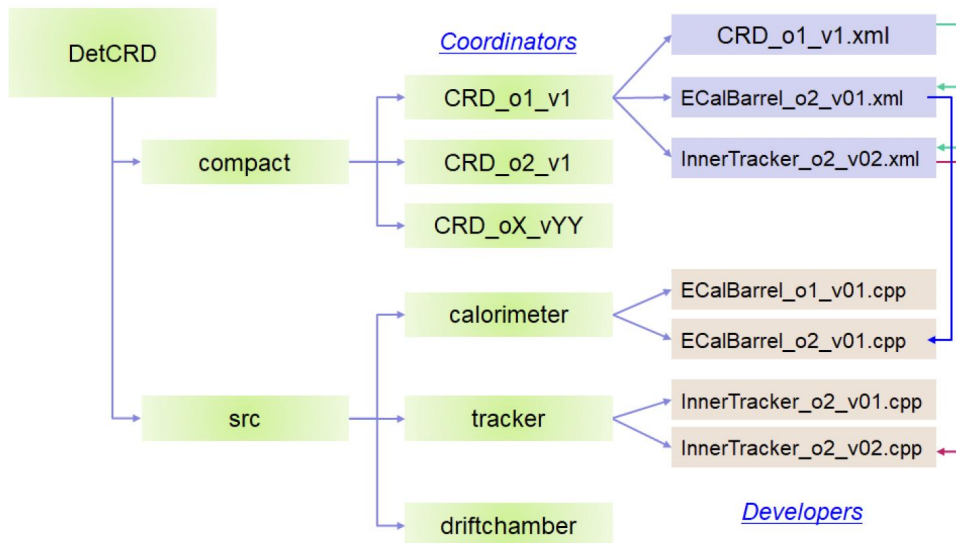 DetCRD
Coordinators
CRD_o1_v1.xml
CRD_o1_v1
ECalBarrel_o2_v01.xml
compact
CRD_o2_v1
InnerTracker_o2_v02.xml
CRD_oX_vYY
calorimeter
ECalBarrel_o1_v01.cpp
ECalBarrel_o2_v01.cpp
src
tracker
InnerTracker_o2_v01.cpp
InnerTracker_o2_v02.cpp
driftchamber
Developers